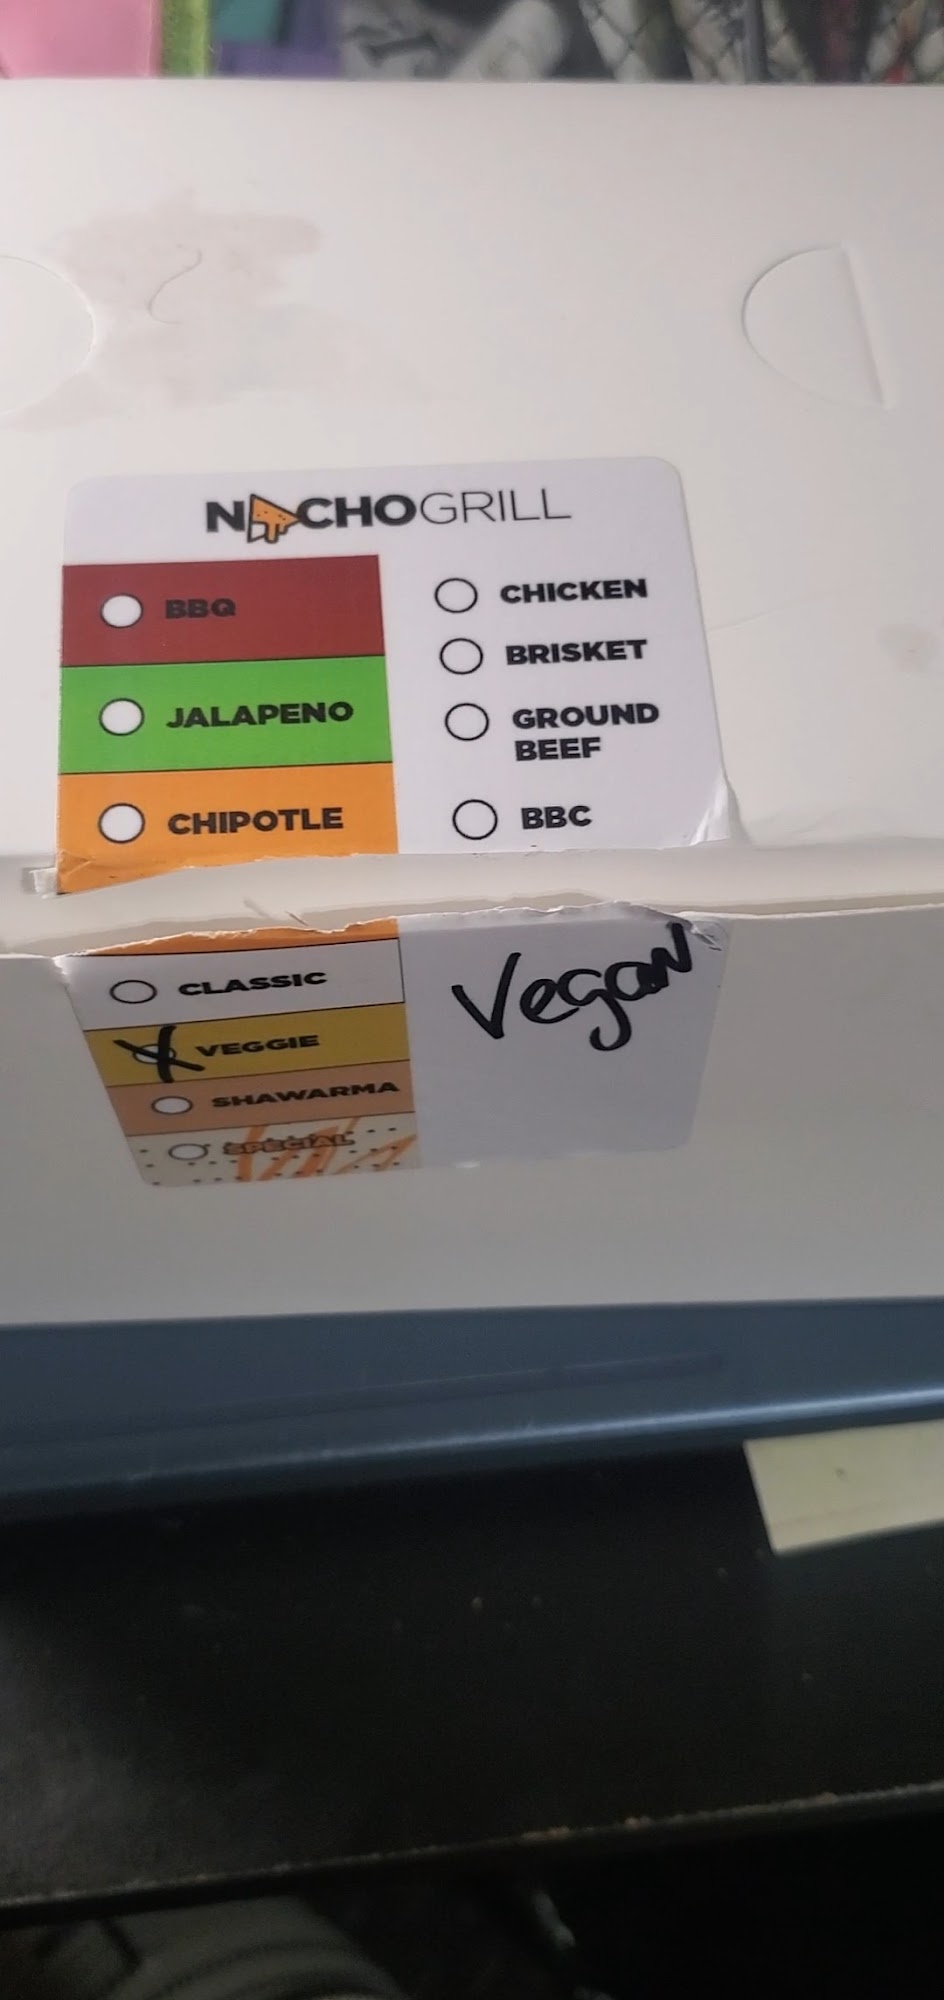 NACHOGRILL
BBQ
JALAPENO
CHIPOTLE
CLASSIC
VEGGIE
SHAWARMA
SPECIAL
CHICKEN
BRISKET
GROUND
BEEF
BBC
Vegan